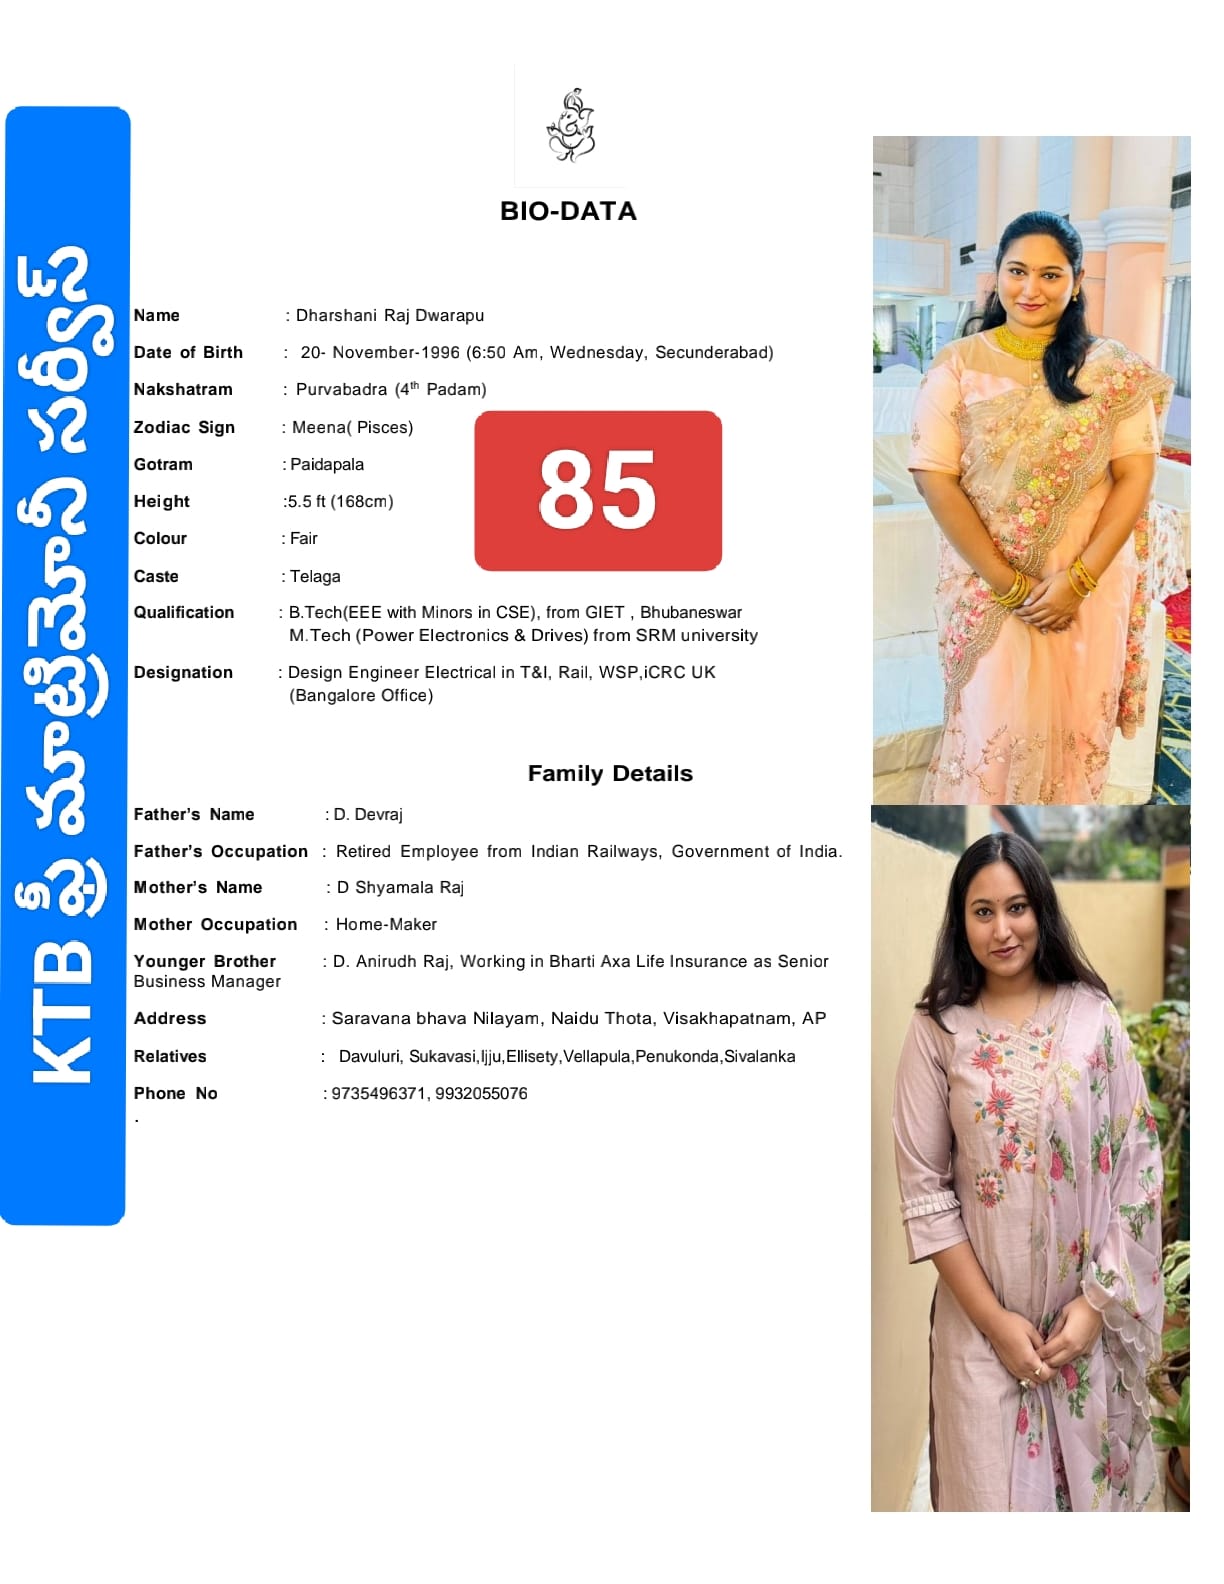 BIO-DATA
KTB ఫ్రీ మాట్రిమోనీ సర్వీస్
Name : Dharshani Raj Dwarapu
Date of Birth : 20- November-1996 (6:50 Am, Wednesday, Secunderabad)
Nakshatram : Purvabadra (4th Padam)
Zodiac Sign : Meena( Pisces)
85
Gotram : Paidapala
Height :5.5 ft (168cm)
Colour : Fair
Caste : Telaga
Qualification : B.Tech(EEE with Minors in CSE), from GIET , Bhubaneswar
M.Tech (Power Electronics & Drives) from SRM university
Designation : Design Engineer Electrical in T&I, Rail, WSP,iCRC UK
(Bangalore Office)
Family Details
Father's Name : D. Devraj
Father's Occupation : Retired Employee from Indian Railways, Government of India.
Mother's Name : D Shyamala Raj
Mother Occupation : Home-Maker
Younger Brother : D. Anirudh Raj, Working in Bharti Axa Life Insurance as Senior
Business Manager
Address : Saravana bhava Nilayam, Naidu Thota, Visakhapatnam, AP
Relatives : Davuluri, Sukavasi,Ijju,Ellisety,Vellapula,Penukonda,Sivalanka
Phone No : 9735496371, 9932055076
.